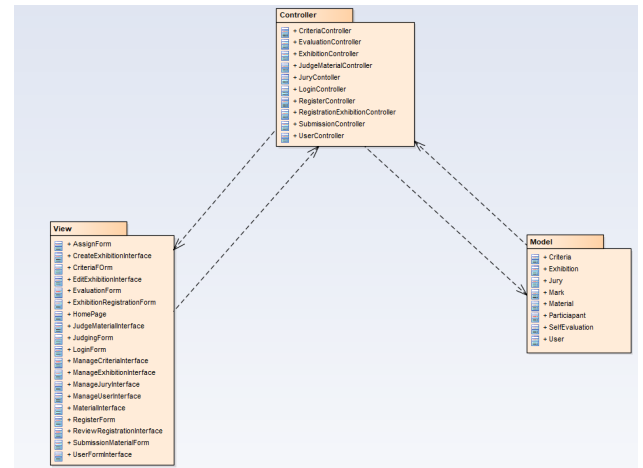 Controller
+ CriteriaController
+ EvaluationController
+ ExhibitionController
+ JudgeMaterialController
+ JuryContoller
+ LoginController
+ RegisterController
+ RegistrationExhibitionController
+ SubmissionController
+ UserController
View
+ AssignForm
+ CreateExhibitionInterface
+ CriteriaFOrm
+ EditExhibitionInterface
+ EvaluationForm
+ ExhibitionRegistrationForm
+ HomePage
+ JudgeMaterialInterface
+ JudgingForm
+ LoginForm
+ ManageCriteriaInterface
+ ManageExhibitionInterface
+ ManageJuryInterface
+ ManageUserInterface
+ MaterialInterface
+ RegisterForm
+ ReviewRegistrationInterface
+ SubmissionMaterialForm
+ UserFormInterface
Model
+ Criteria
+ Exhibition
+ Jury
+ Mark
+ Material
+ Particiapant
+ SelfEvaluation
+ User